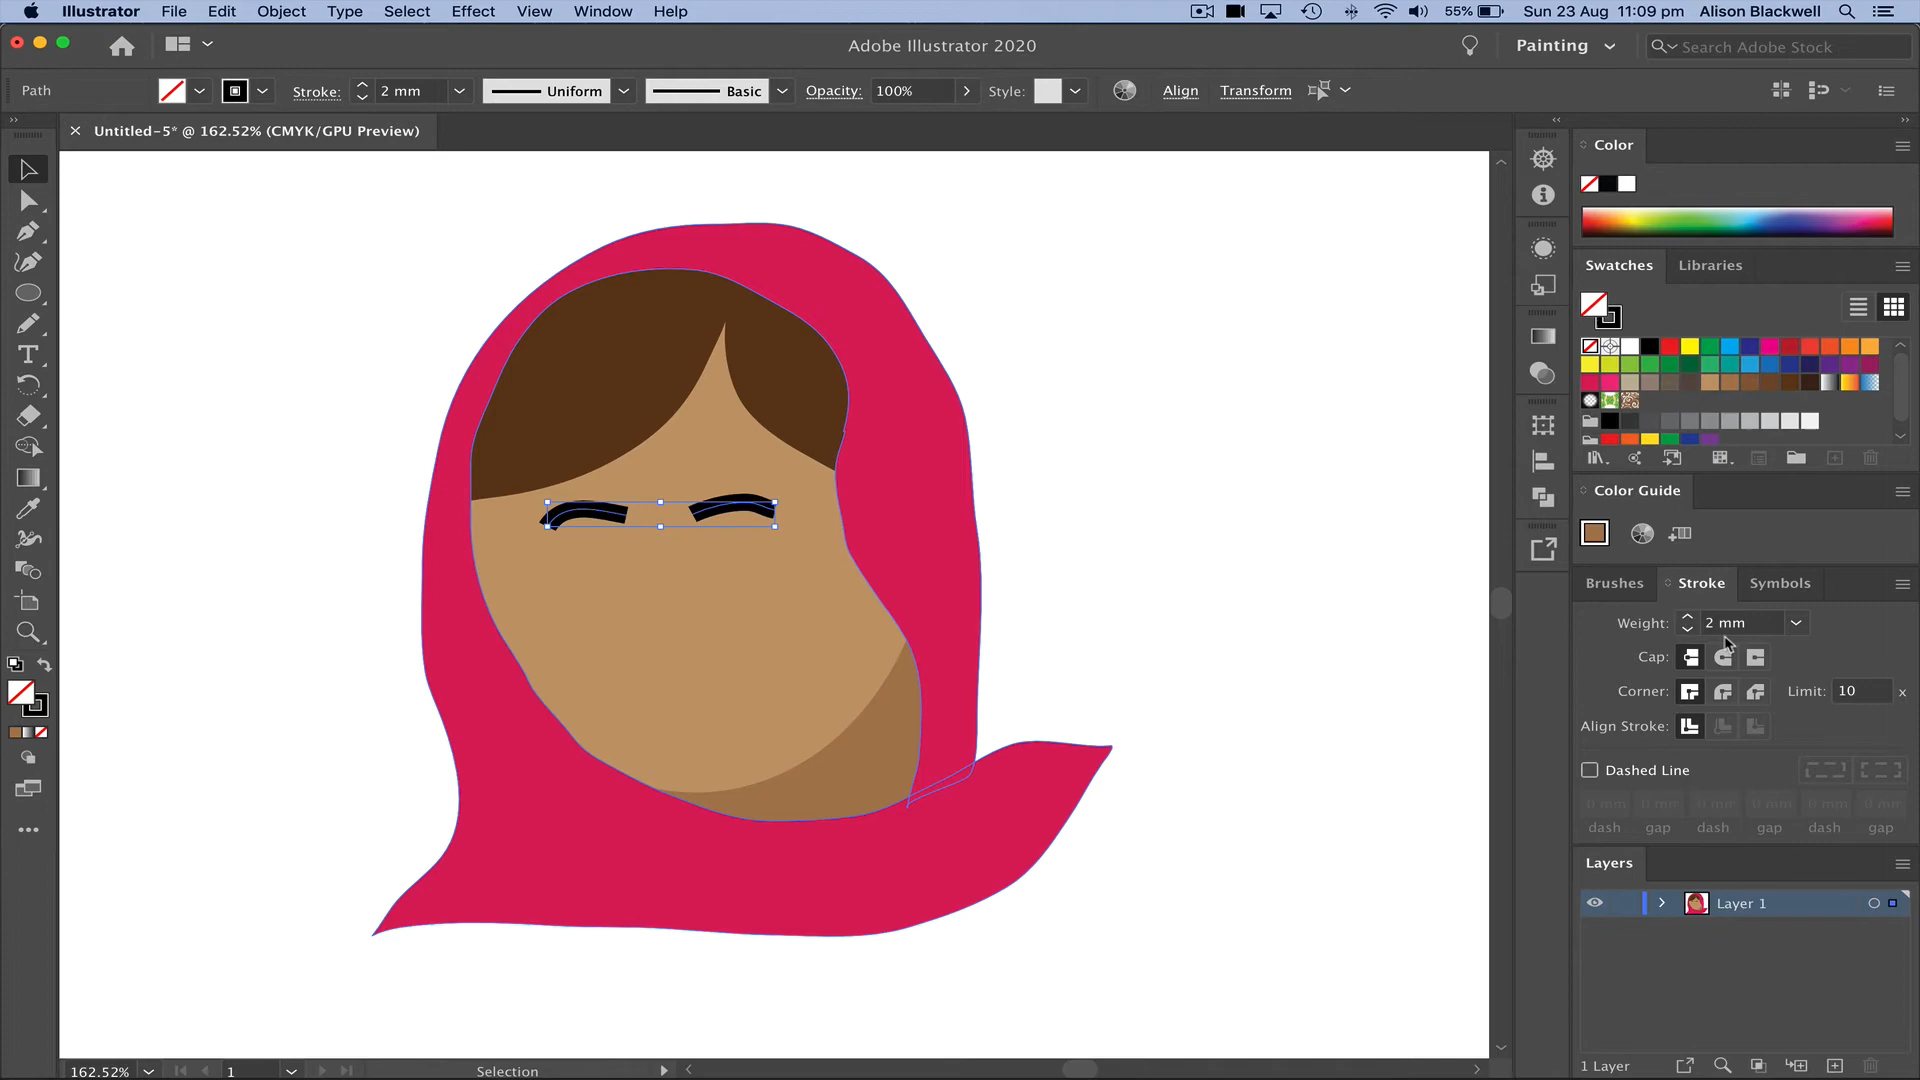 Illustrator File Edit Object Type Select Effect View Window Help 55% Sun 23 Aug 11:09 pm Alison Blackwell
Adobe Illustrator 2020 Painting Search Adobe Stock
Path Stroke: 2 mm Uniform Basic Opacity: 100% Style: Align Transform
Untitled-5* @ 162.52% (CMYK/GPU Preview)
Color
Swatches Libraries
Color Guide
Brushes Stroke Symbols
Weight: 2 mm
Cap:
Corner: Limit: 10 x
Align Stroke:
Dashed Line
0 mm 0 mm 0 mm 0 mm 0 mm 0 mm
dash gap dash gap dash gap
Layers
Layer 1
1 Layer
162.52% 1 Selection